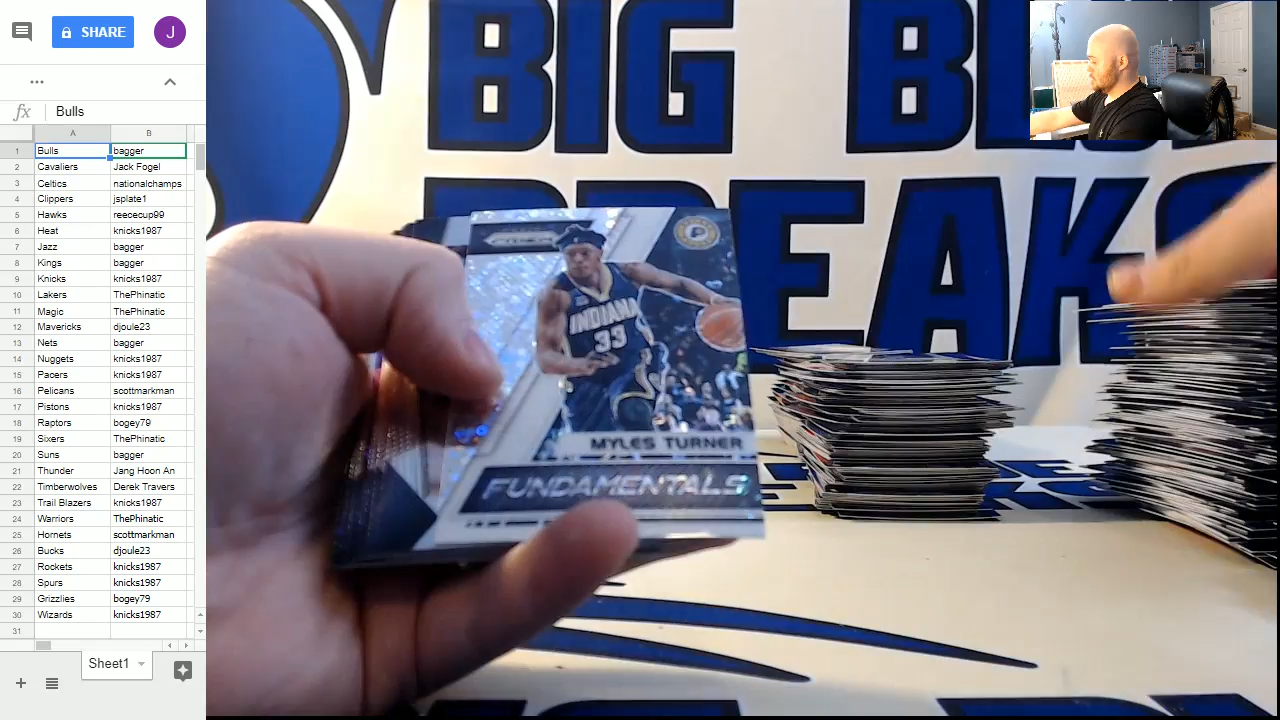 SHARE
J
...
fx Bulls
A B
1 Bulls bagger
2 Cavaliers Jack Fogel
3 Celtics nationalchamps
4 Clippers jsplate1
5 Hawks reececup99
6 Heat knicks1987
7 Jazz bagger
8 Kings bagger
9 Knicks knicks1987
10 Lakers ThePhinatic
11 Magic ThePhinatic
12 Mavericks djoule23
13 Nets bagger
14 Nuggets knicks1987
15 Pacers knicks1987
16 Pelicans scottmarkman
17 Pistons knicks1987
18 Raptors bogey79
19 Sixers ThePhinatic
20 Suns bagger
21 Thunder Jang Hoon An
22 Timberwolves Derek Travers
23 Trail Blazers knicks1987
24 Warriors ThePhinatic
25 Hornets scottmarkman
26 Bucks djoule23
27 Rockets knicks1987
28 Spurs knicks1987
29 Grizzlies bogey79
30 Wizards knicks1987
31
Sheet1
BIG BL
BREAKS
PRIZM
P
INDIANA
33
MYLES TURNER
FUNDAMENTALS